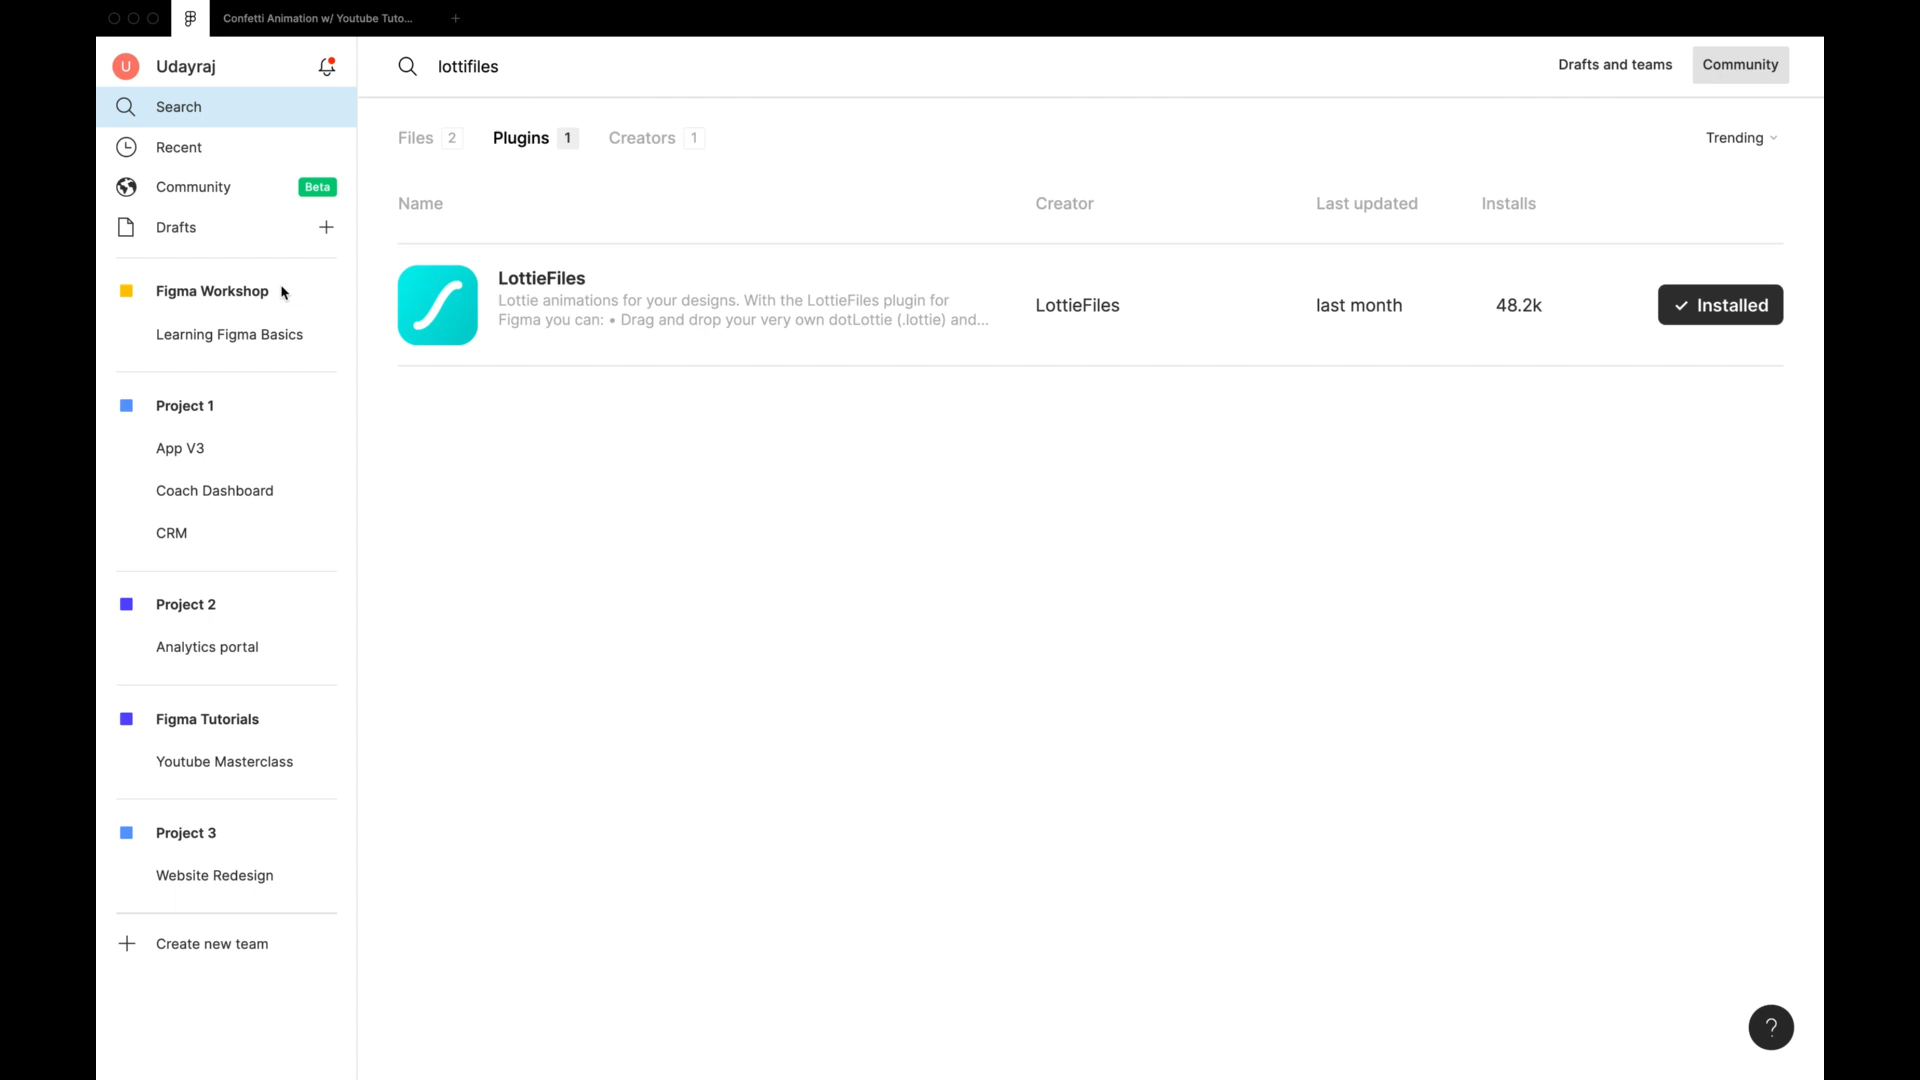 Confetti Animation w/ Youtube Tuto...
U Udayraj
lottifiles
Drafts and teams
Community
Search
Recent
Community Beta
Drafts
Figma Workshop
Learning Figma Basics
Project 1
App V3
Coach Dashboard
CRM
Project 2
Analytics portal
Figma Tutorials
Youtube Masterclass
Project 3
Website Redesign
Create new team
Files 2 Plugins 1 Creators 1
Trending
Name Creator Last updated Installs
LottieFiles
Lottie animations for your designs. With the LottieFiles plugin for
Figma you can: • Drag and drop your very own dotLottie (.lottie) and...
LottieFiles last month 48.2k Installed
?